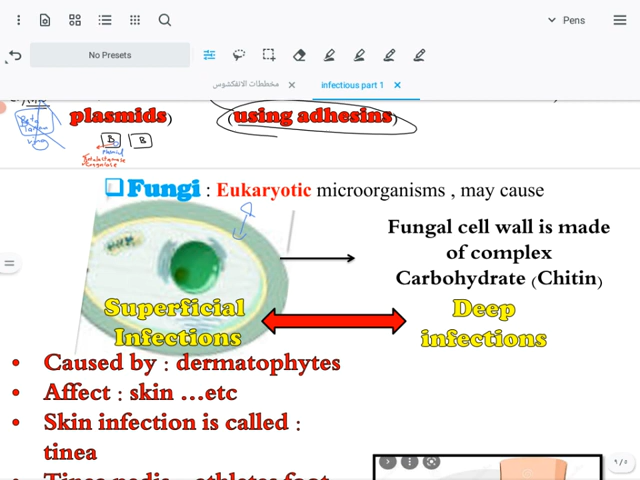 Pens
No Presets
مخططات الانفكشوس
infectious part 1
plasmids)
(using adhesins)
B B
Fungi : Eukaryotic microorganisms , may cause
Fungal cell wall is made
of complex
Carbohydrate (Chitin)
Superficial
Infections
Deep
infections
• Caused by : dermatophytes
• Affect : skin ...etc
• Skin infection is called :
tinea